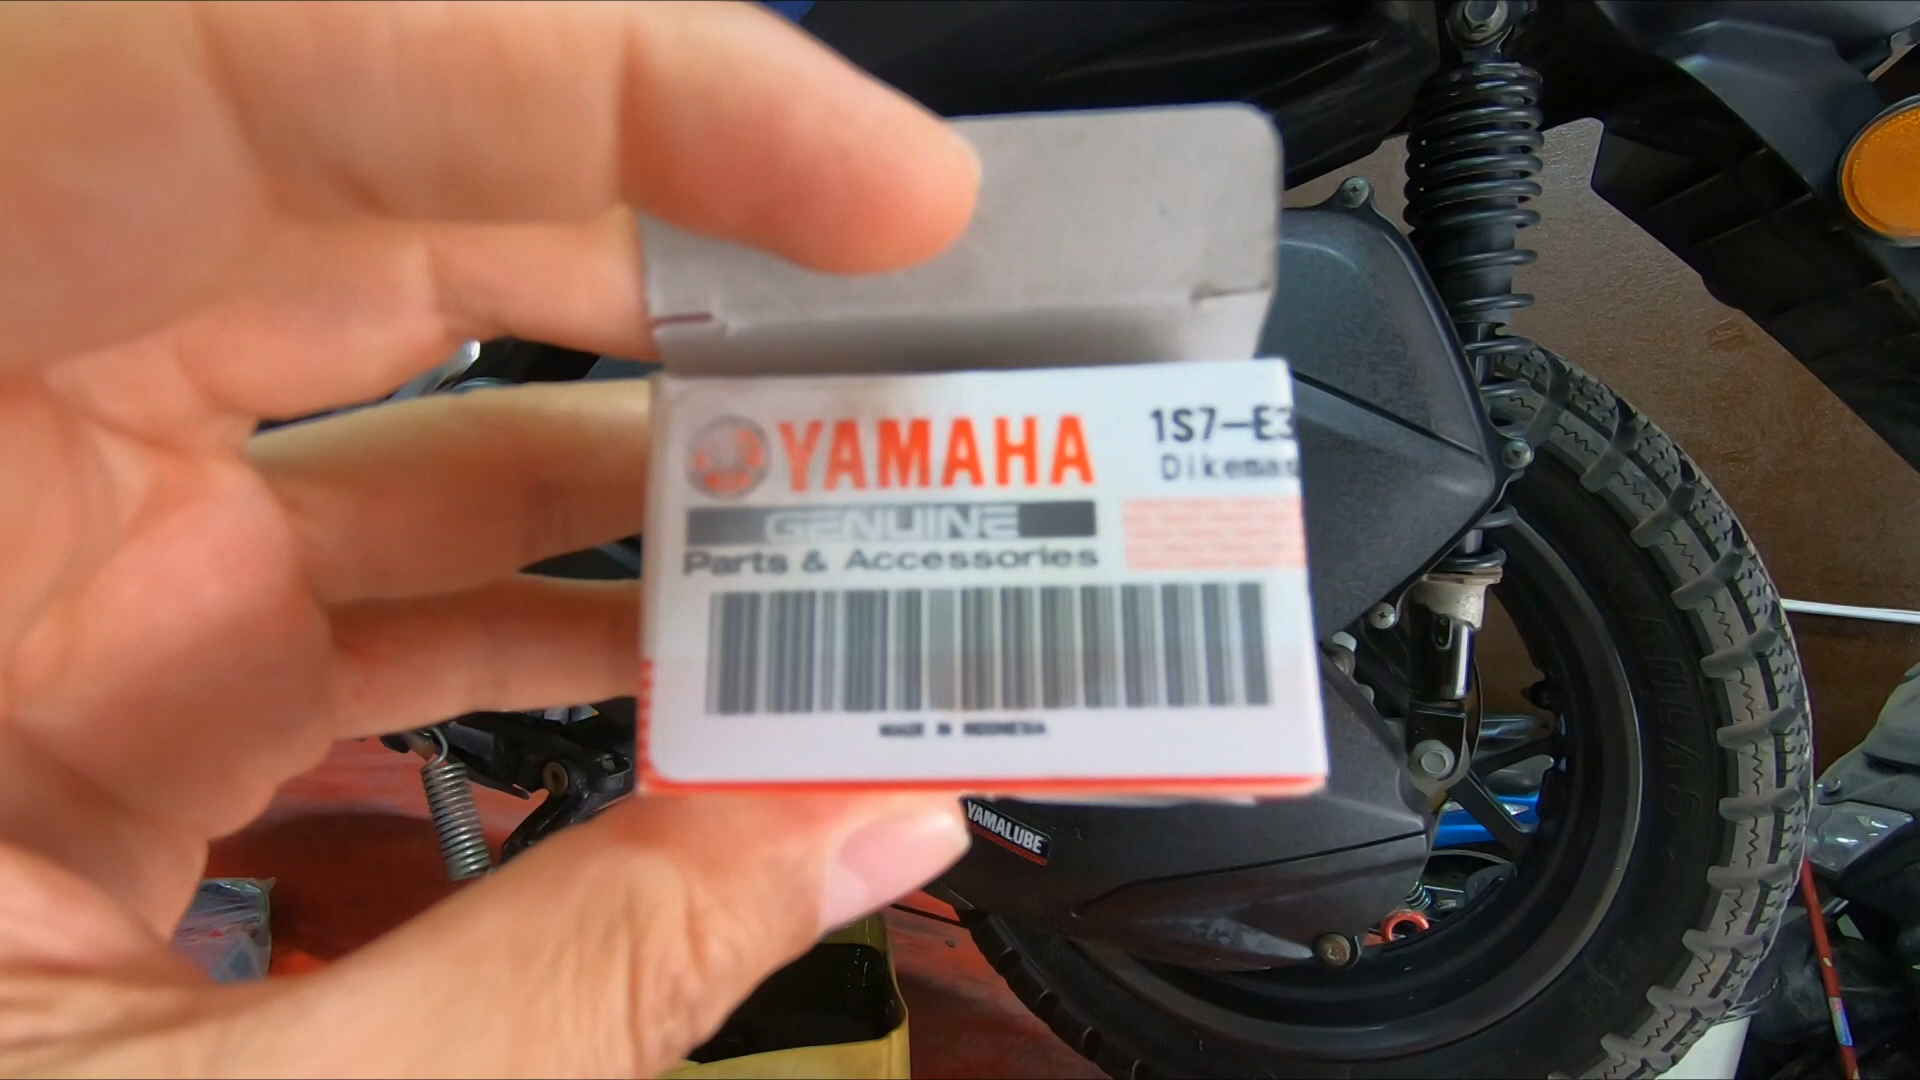 YAMAHA
1S7-E3
Dikemas
GENUINE
Parts & Accessories
MADE IN INDONESIA
YAMALUBE